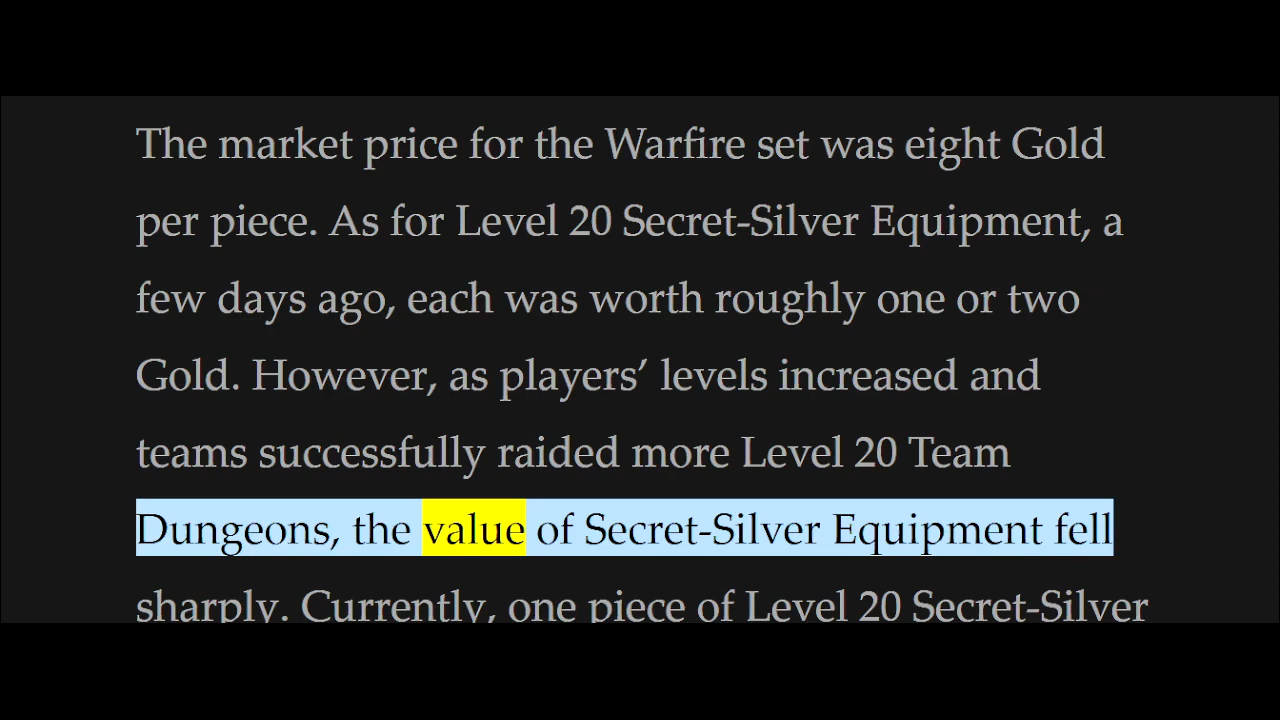 The market price for the Warfire set was eight Gold
per piece. As for Level 20 Secret-Silver Equipment, a
few days ago, each was worth roughly one or two
Gold. However, as players’ levels increased and
teams successfully raided more Level 20 Team
Dungeons, the value of Secret-Silver Equipment fell
sharply. Currently, one piece of Level 20 Secret-Silver